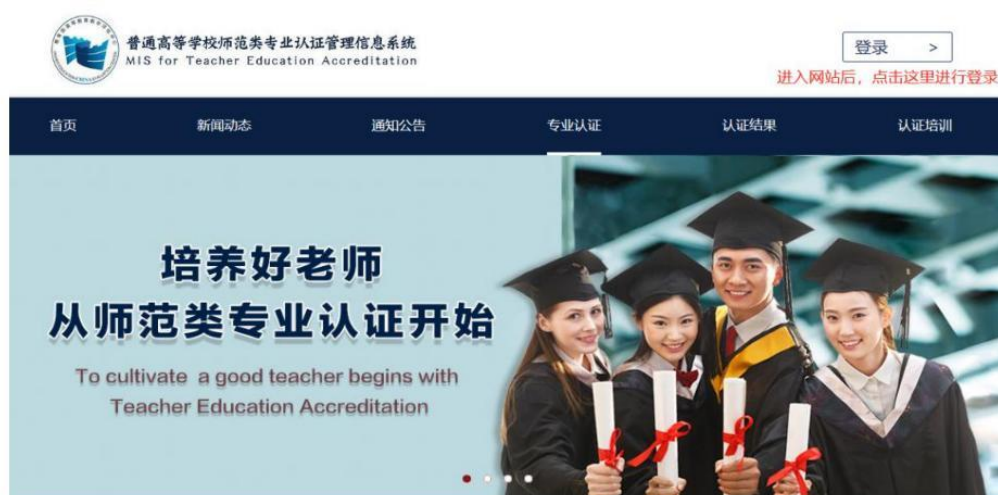 普通高等学校师范类专业认证管理信息系统
MIS for Teacher Education Accreditation
登录 >
进入网站后，点击这里进行登录
首页 新闻动态 通知公告 专业认证 认证结果 认证培训
培养好老师
从师范类专业认证开始
To cultivate a good teacher begins with
Teacher Education Accreditation